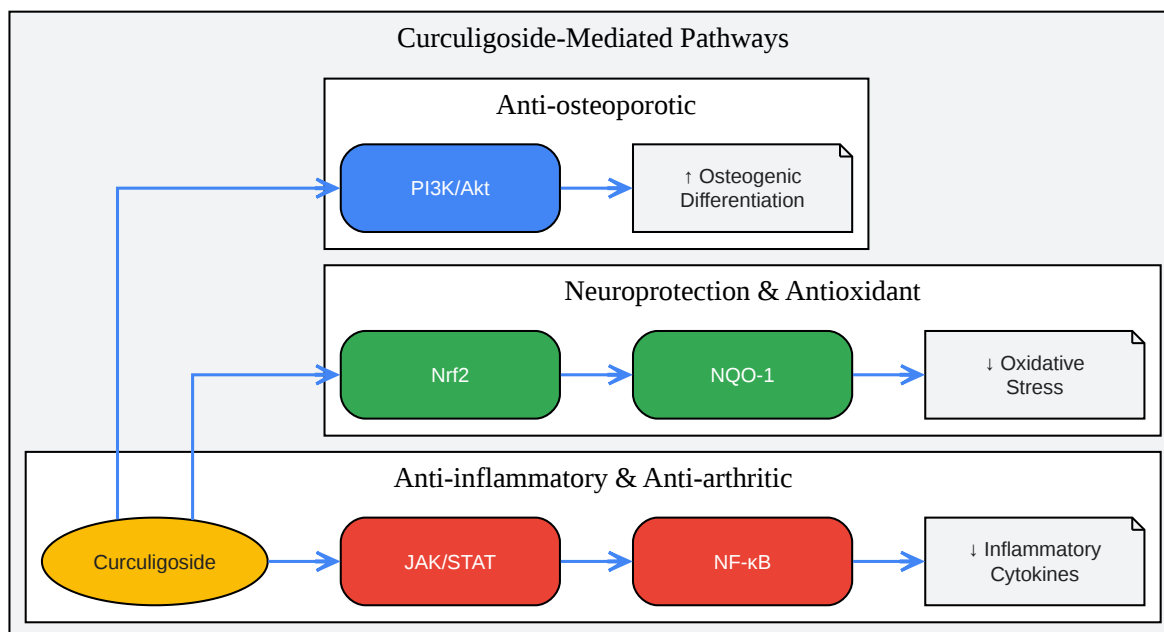 Curculigoside-Mediated Pathways
Anti-osteoporotic
PI3K/Akt
↑ Osteogenic
Differentiation
Neuroprotection & Antioxidant
Nrf2
NQO-1
↓ Oxidative
Stress
Anti-inflammatory & Anti-arthritic
Curculigoside
JAK/STAT
NF-κB
↓ Inflammatory
Cytokines